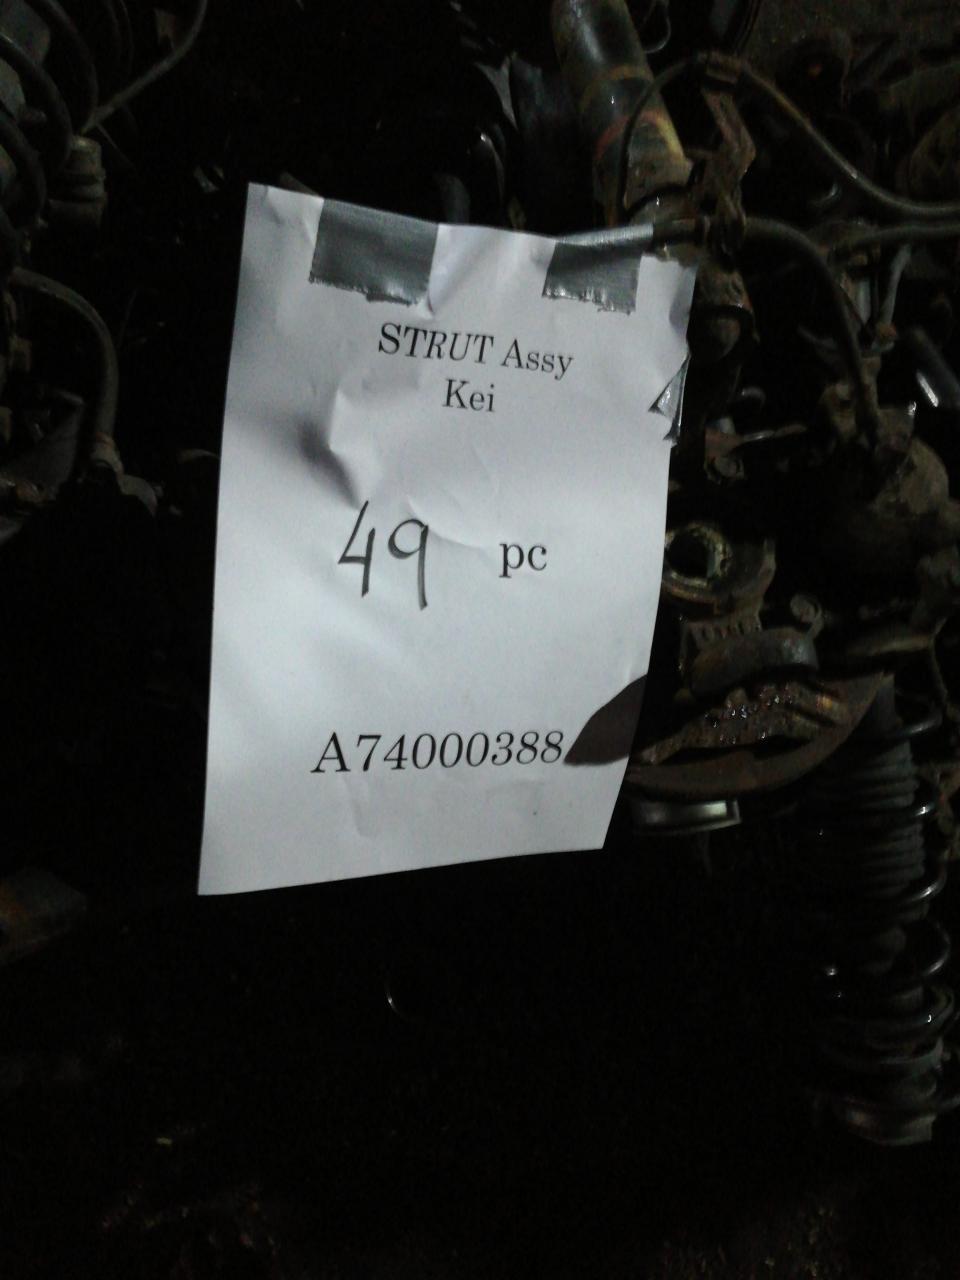 STRUT Assy
Kei
49 pc
A74000388